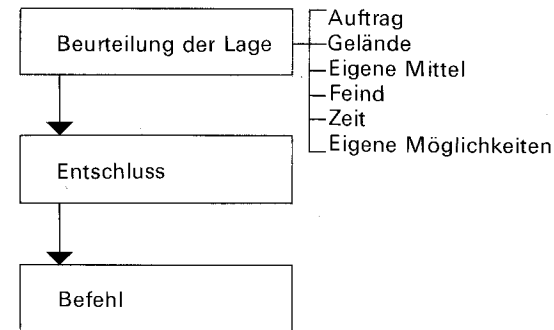 Beurteilung der Lage
Auftrag
Gelände
Eigene Mittel
Feind
Zeit
Eigene Möglichkeiten
Entschluss
Befehl